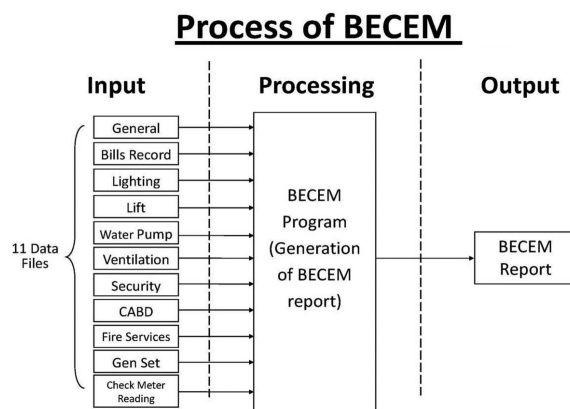 Process of BECEM
Input
Processing
Output
11 Data
Files
General
Bills Record
Lighting
Lift
Water Pump
Ventilation
Security
CABD
Fire Services
Gen Set
Check Meter
Reading
BECEM
Program
(Generation
of BECEM
report)
BECEM
Report